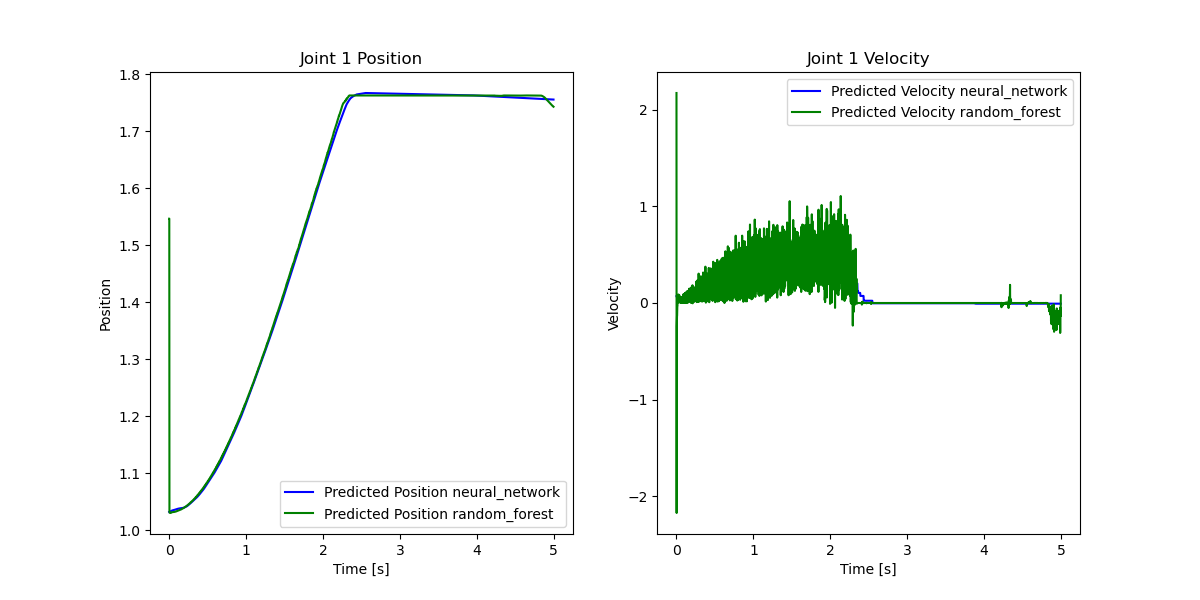 Joint 1 Position
1.8
1.7
1.6
1.5
1.4
1.3
1.2
1.1
1.0
Position
Predicted Position neural_network
Predicted Position random_forest
0 1 2 3 4 5
Time [s]
Joint 1 Velocity
2
1
0
−1
−2
Velocity
Predicted Velocity neural_network
Predicted Velocity random_forest
0 1 2 3 4 5
Time [s]